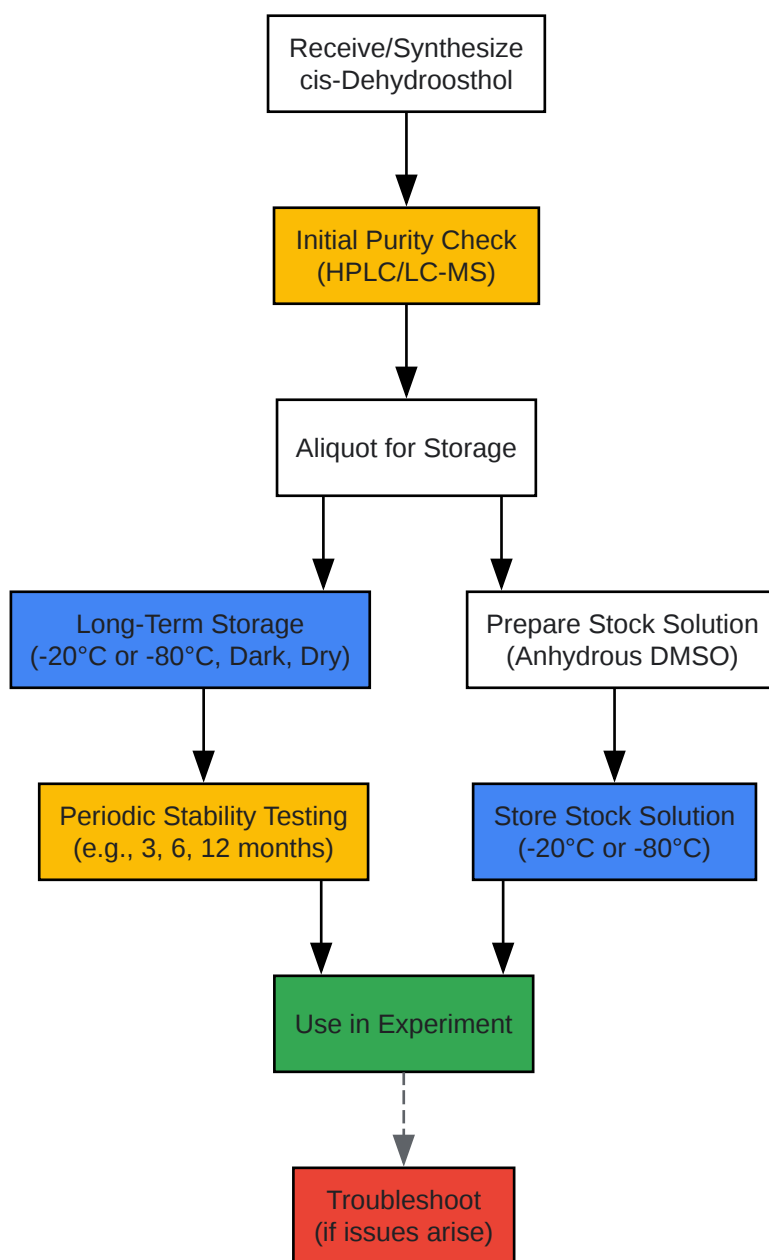 Receive/Synthesize
cis-Dehydroosthol
Initial Purity Check
(HPLC/LC-MS)
Aliquot for Storage
Long-Term Storage
(-20°C or -80°C, Dark, Dry)
Prepare Stock Solution
(Anhydrous DMSO)
Periodic Stability Testing
(e.g., 3, 6, 12 months)
Store Stock Solution
(-20°C or -80°C)
Use in Experiment
Troubleshoot
(if issues arise)